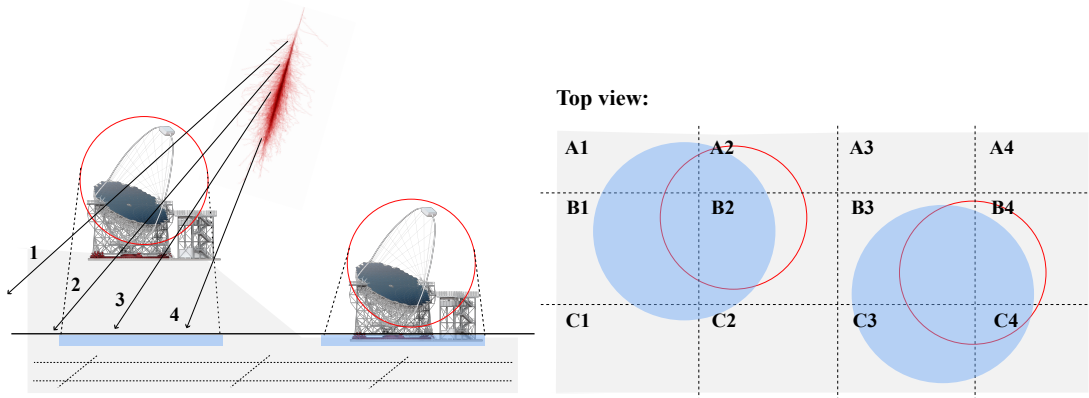 1
2
3
4
Top view:
A1 A2 A3 A4
B1 B2 B3 B4
C1 C2 C3 C4